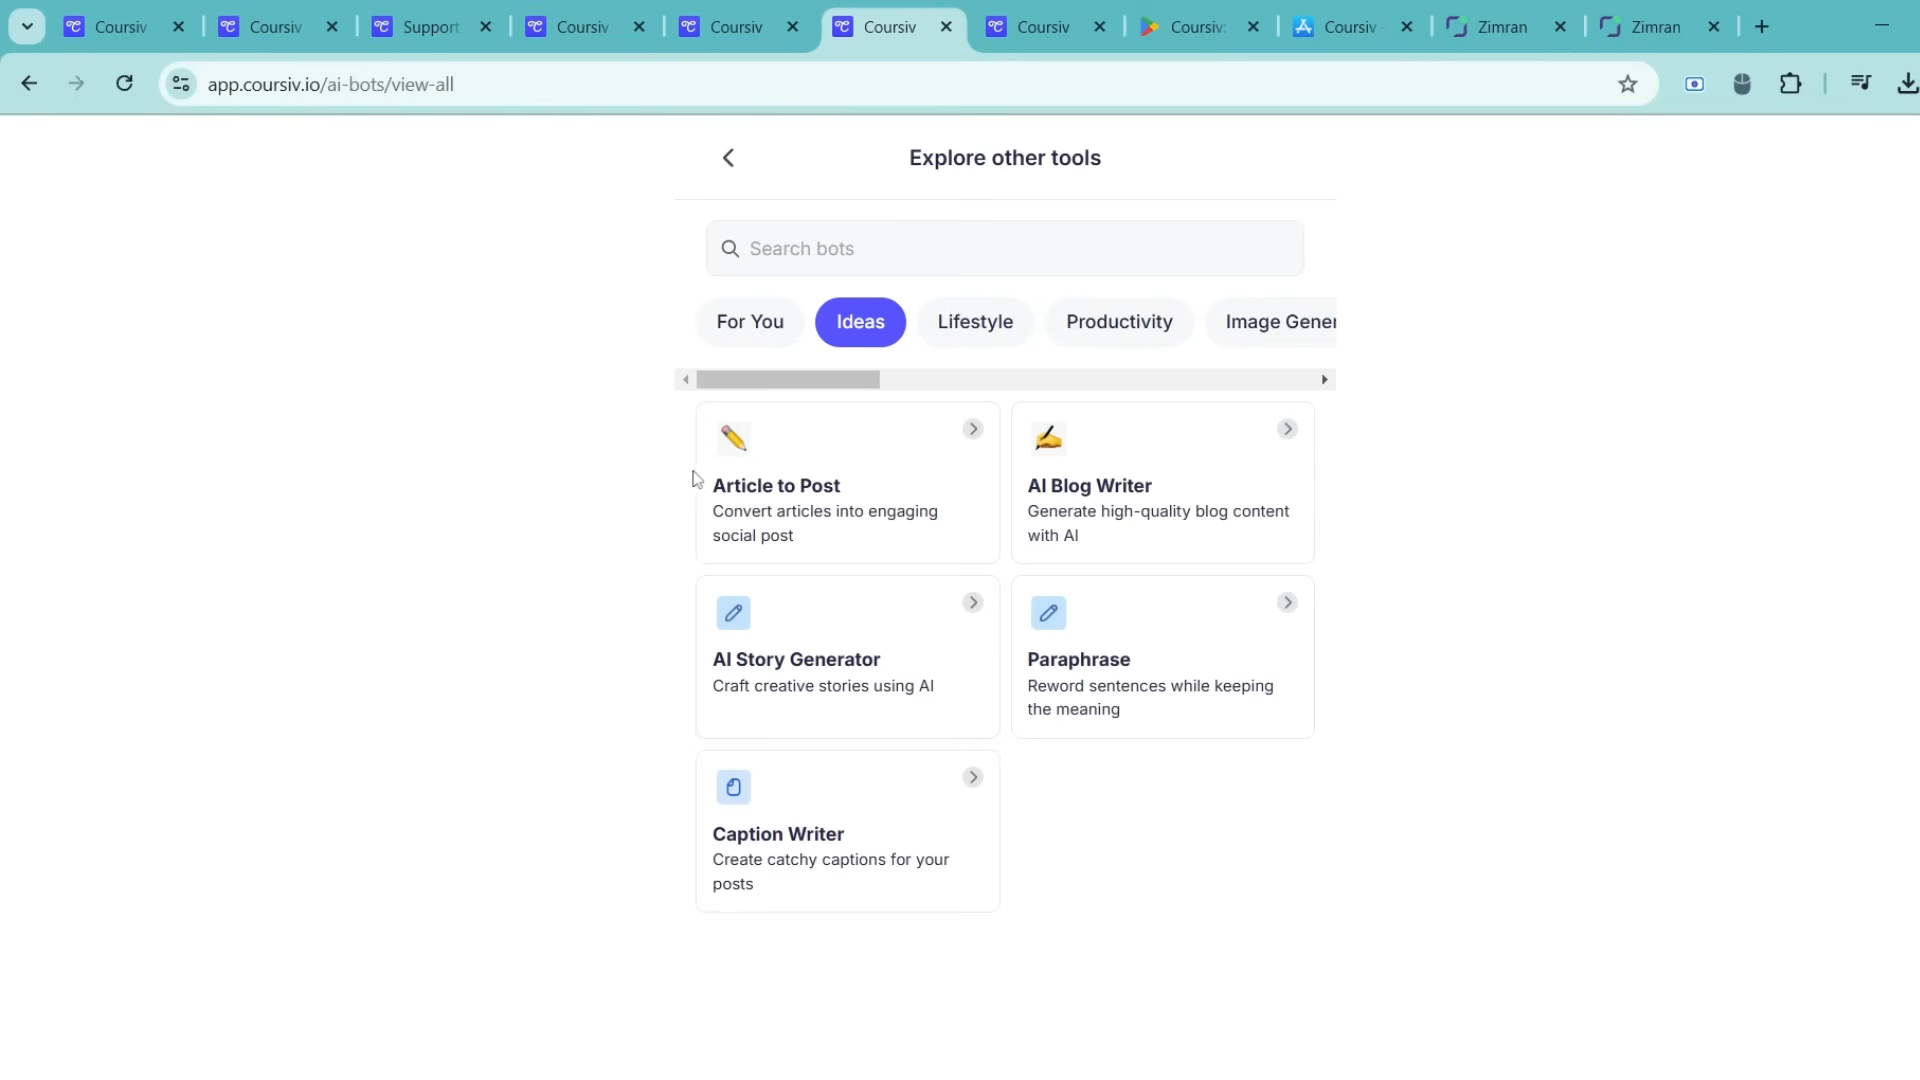 Coursiv
Coursiv
Support
Coursiv
Coursiv
Coursiv
Coursiv
Coursiv:
Coursiv
Zimran
Zimran
app.coursiv.io/ai-bots/view-all
Explore other tools
Search bots
For You
Ideas
Lifestyle
Productivity
Image Gener
Article to Post
Convert articles into engaging
social post
AI Blog Writer
Generate high-quality blog content
with AI
AI Story Generator
Craft creative stories using AI
Paraphrase
Reword sentences while keeping
the meaning
Caption Writer
Create catchy captions for your
posts